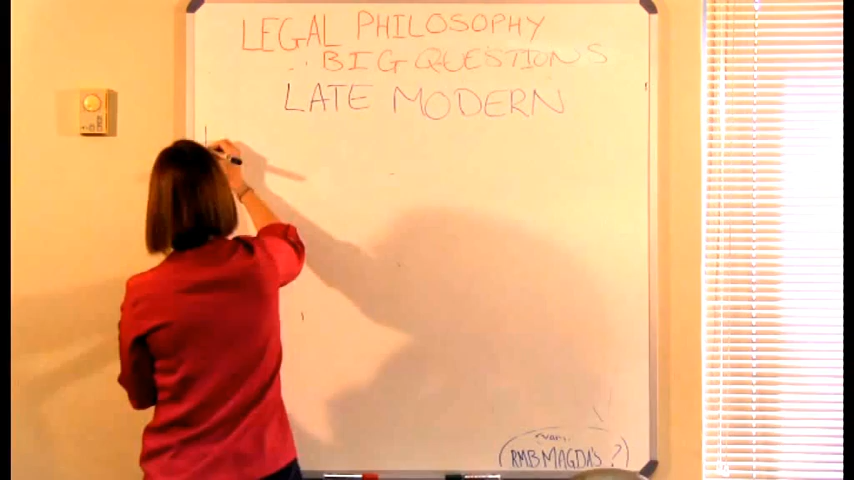 LEGAL PHILOSOPHY
BIG QUESTIONS
LATE MODERN
RMB MAGDA'S?